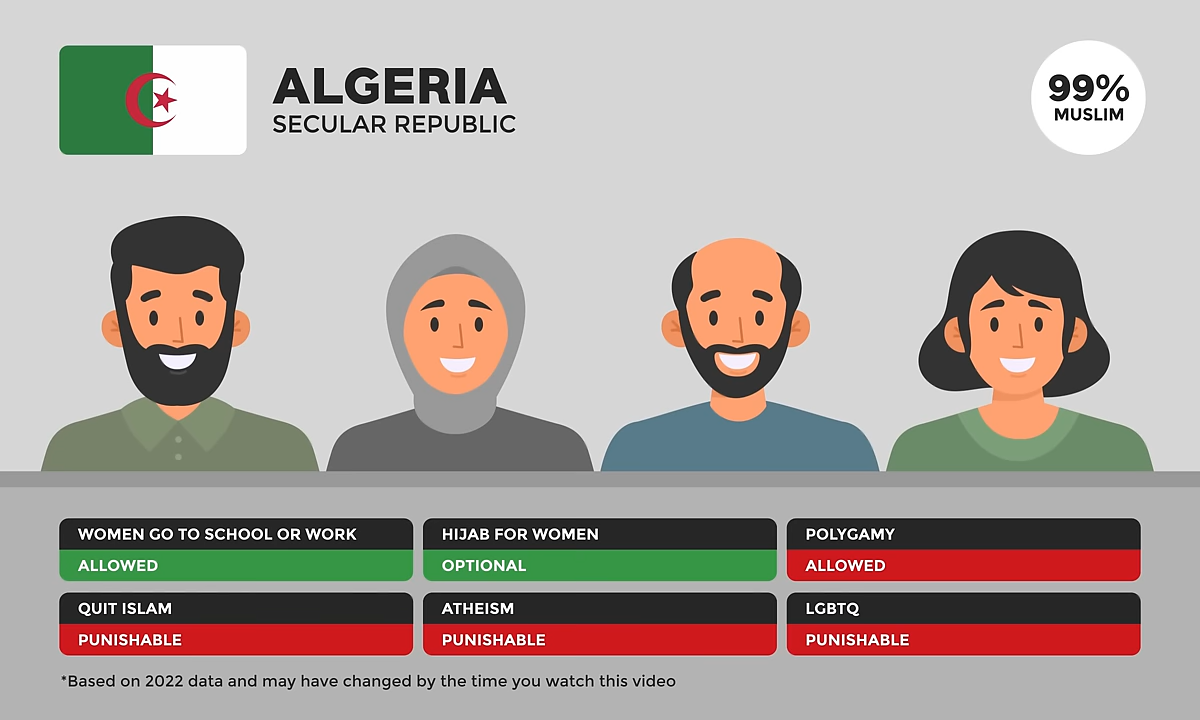 ALGERIA
SECULAR REPUBLIC
99%
MUSLIM
WOMEN GO TO SCHOOL OR WORK
ALLOWED
HIJAB FOR WOMEN
OPTIONAL
POLYGAMY
ALLOWED
QUIT ISLAM
PUNISHABLE
ATHEISM
PUNISHABLE
LGBTQ
PUNISHABLE
*Based on 2022 data and may have changed by the time you watch this video